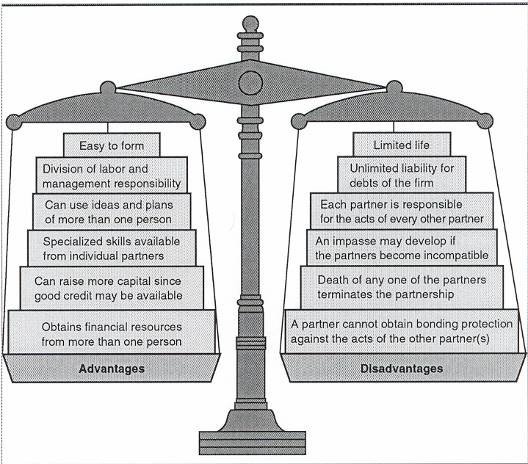 Easy to form
Division of labor and
management responsibility
Can use ideas and plans
of more than one person
Specialized skills available
from individual partners
Can raise more capital since
good credit may be available
Obtains financial resources
from more than one person
Advantages
Limited life
Unlimited liability for
debts of the firm
Each partner is responsible
for the acts of every other partner
An impasse may develop if
the partners become incompatible
Death of any one of the partners
terminates the partnership
A partner cannot obtain bonding protection
against the acts of the other partner(s)
Disadvantages